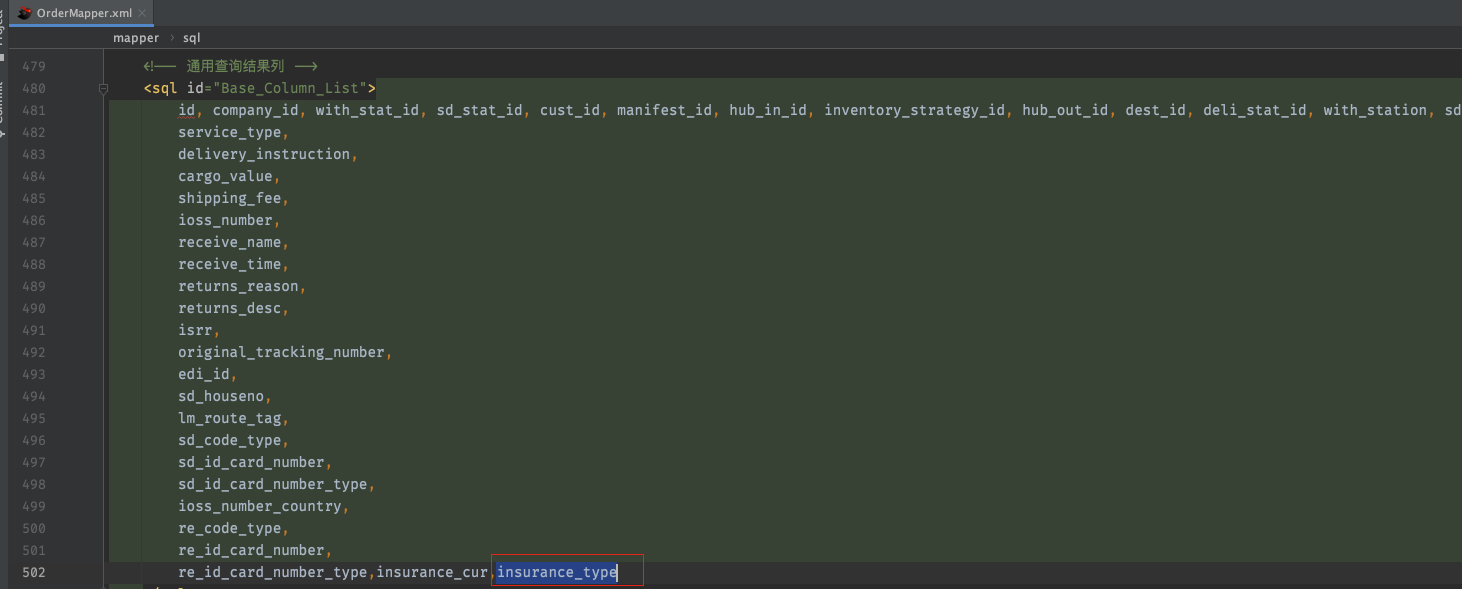 OrderMapper.xml
mapper > sql
479 <!-- 通用查询结果列 -->
480 <sql id="Base_Column_List">
481 id, company_id, with_stat_id, sd_stat_id, cust_id, manifest_id, hub_in_id, inventory_strategy_id, hub_out_id, dest_id, deli_stat_id, with_station, sd
482 service_type,
483 delivery_instruction,
484 cargo_value,
485 shipping_fee,
486 ioss_number,
487 receive_name,
488 receive_time,
489 returns_reason,
490 returns_desc,
491 isrr,
492 original_tracking_number,
493 edi_id,
494 sd_houseno,
495 lm_route_tag,
496 sd_code_type,
497 sd_id_card_number,
498 sd_id_card_number_type,
499 ioss_number_country,
500 re_code_type,
501 re_id_card_number,
502 re_id_card_number_type,insurance_cur,insurance_type